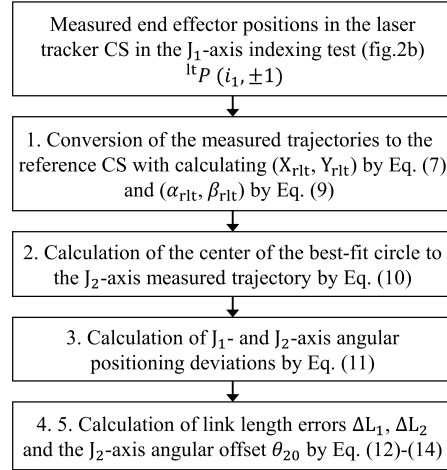 Measured end effector positions in the laser
tracker CS in the J₁-axis indexing test (fig.2b)
ˡᵗP (i₁, ±1)
1. Conversion of the measured trajectories to the
reference CS with calculating (Xᵣₗₜ, Yᵣₗₜ) by Eq. (7)
and (αᵣₗₜ, βᵣₗₜ) by Eq. (9)
2. Calculation of the center of the best-fit circle to
the J₂-axis measured trajectory by Eq. (10)
3. Calculation of J₁- and J₂-axis angular
positioning deviations by Eq. (11)
4. 5. Calculation of link length errors ΔL₁, ΔL₂
and the J₂-axis angular offset θ₂₀ by Eq. (12)-(14)